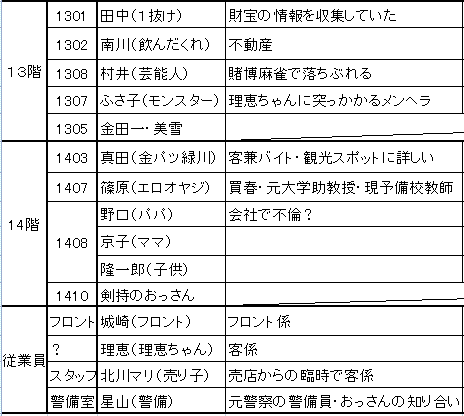 1301 田中(1抜け) 財宝の情報を収集していた
1302 南川(飲んだくれ) 不動産
13階 1308 村井(芸能人) 賭博麻雀で落ちぶれる
1307 ふさ子(モンスター) 理恵ちゃんに突っかかるメンヘラ
1305 金田一・美雪
1403 真田(金パツ緑川) 客兼バイト・観光スポットに詳しい
1407 篠原(エロオヤジ) 買春・元大学助教授・現予備校教師
14階 1408 野口(パパ) 会社で不倫?
京子(ママ)
隆一郎(子供)
1410 剣持のおっさん
フロント 城崎(フロント) フロント係
従業員 ? 理恵(理恵ちゃん) 客係
スタッフ 北川マリ(売り子) 売店からの臨時で客係
警備室 星山(警備) 元警察の警備員・おっさんの知り合い